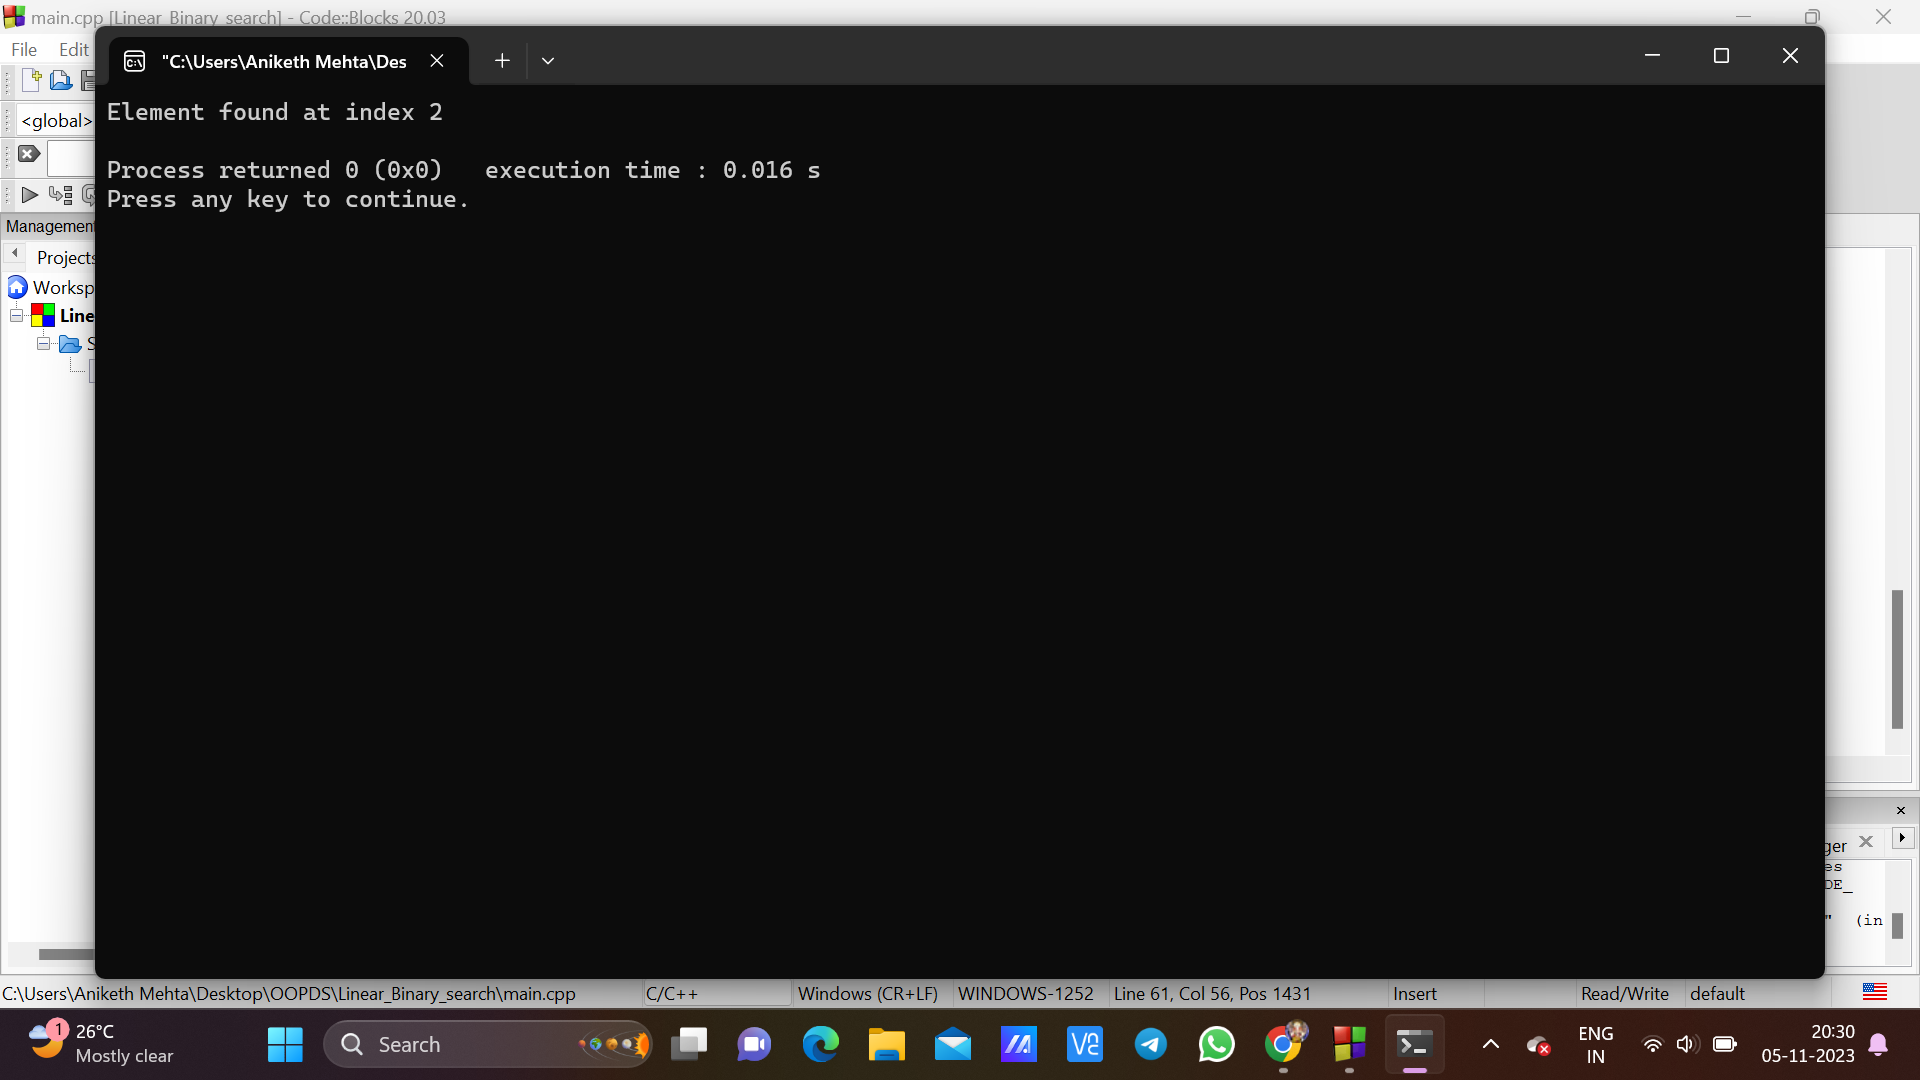 main.cpp [Linear_Binary_search] - Code::Blocks 20.03
File Edit
"C:\Users\Aniketh Mehta\Des
<global>
Element found at index 2
Process returned 0 (0x0)   execution time : 0.016 s
Press any key to continue.
Management
Projects
Worksp
Line
S
ger
es
DE_
" (in
C:\Users\Aniketh Mehta\Desktop\OOPDS\Linear_Binary_search\main.cpp C/C++ Windows (CR+LF) WINDOWS-1252 Line 61, Col 56, Pos 1431 Insert Read/Write default
1 26°C
Mostly clear
Search
ENG
IN
20:30
05-11-2023